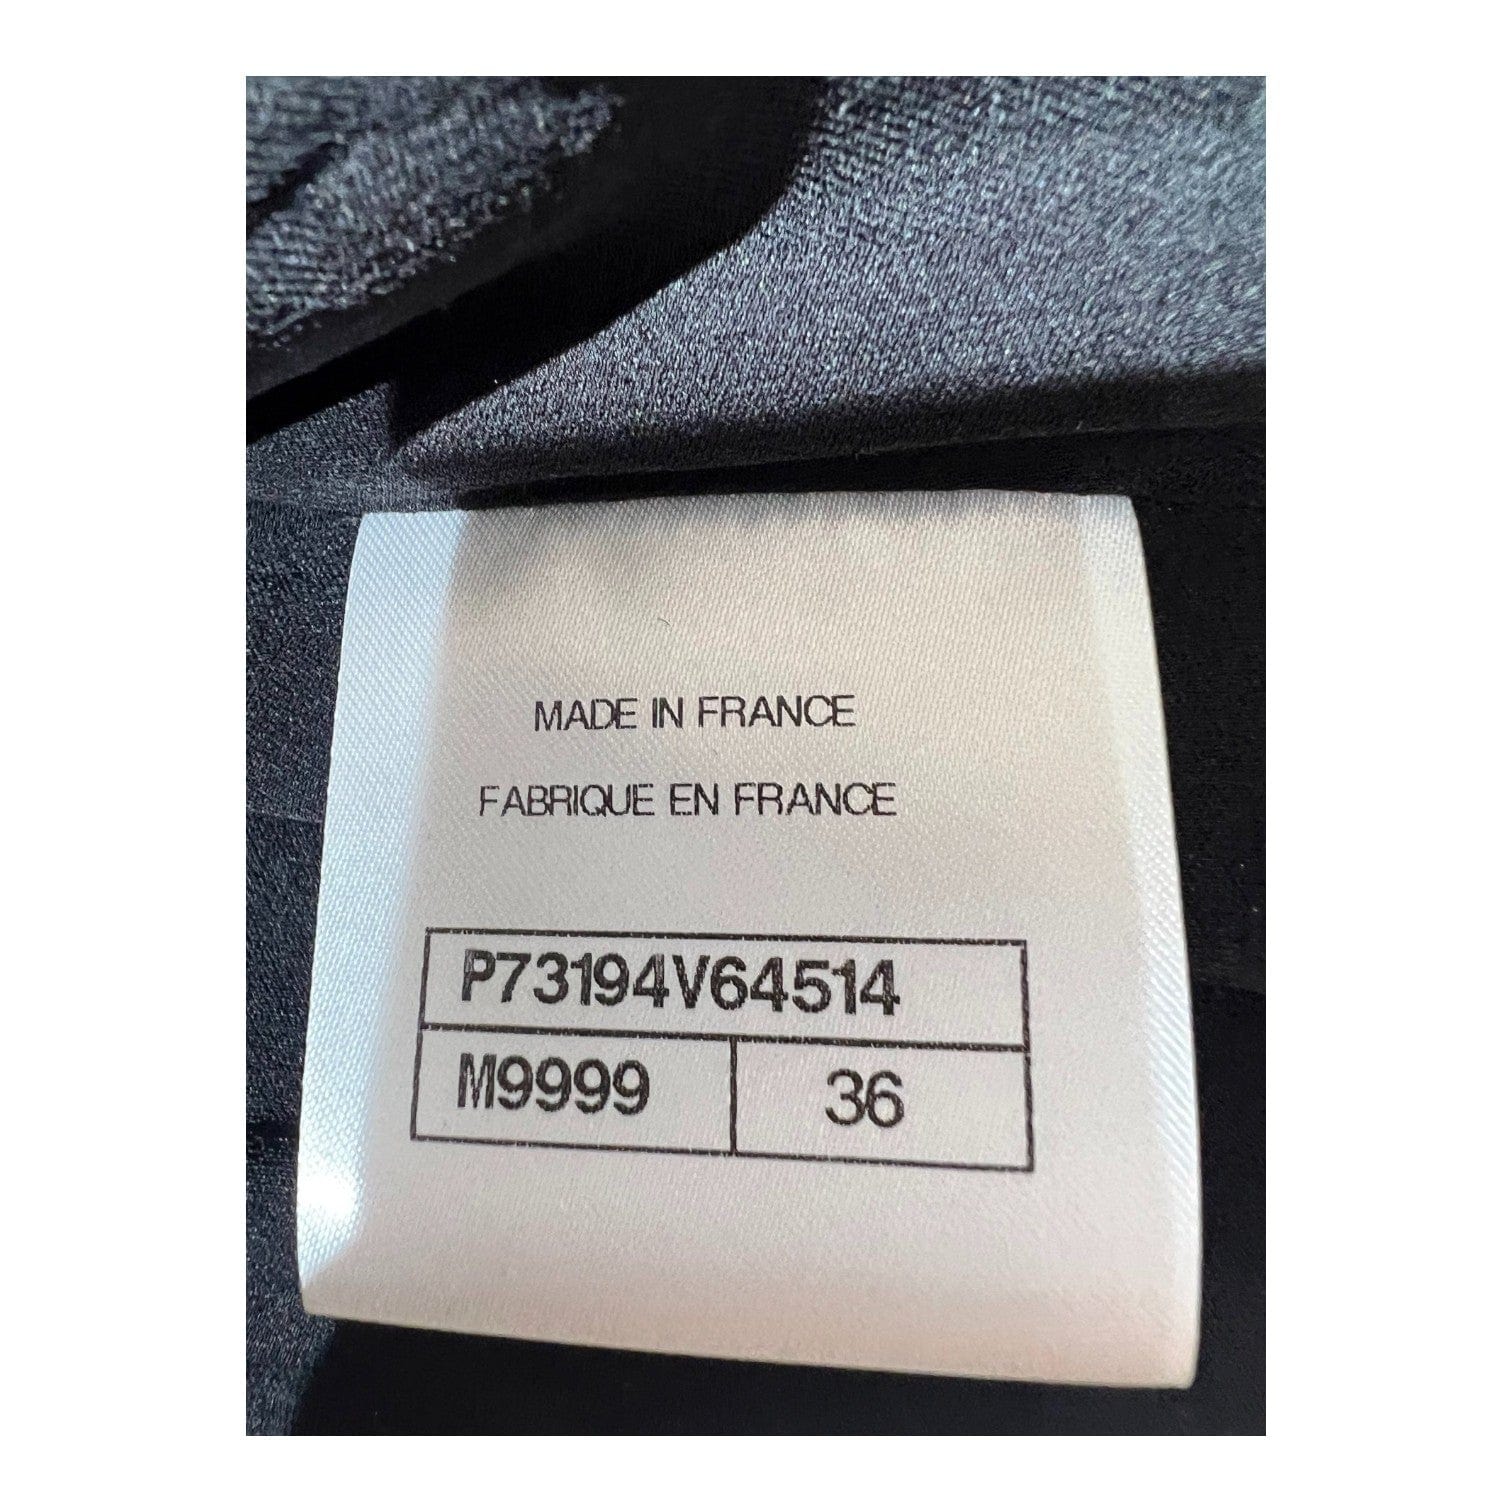 MADE IN FRANCE
FABRIQUE EN FRANCE
P73194V64514
M9999 36